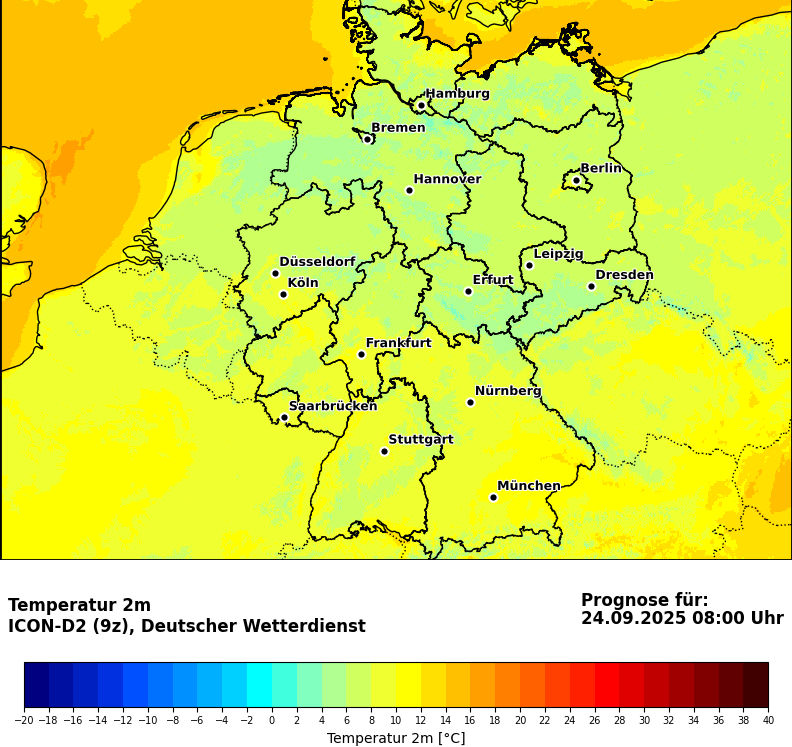 Hamburg
Bremen
Berlin
Hannover
Düsseldorf
Leipzig
Köln
Erfurt
Dresden
Frankfurt
Nürnberg
Saarbrücken
Stuttgart
München
Temperatur 2m
ICON-D2 (9z), Deutscher Wetterdienst
Prognose für:
24.09.2025 08:00 Uhr
−20 −18 −16 −14 −12 −10 −8 −6 −4 −2 0 2 4 6 8 10 12 14 16 18 20 22 24 26 28 30 32 34 36 38 40
Temperatur 2m [°C]